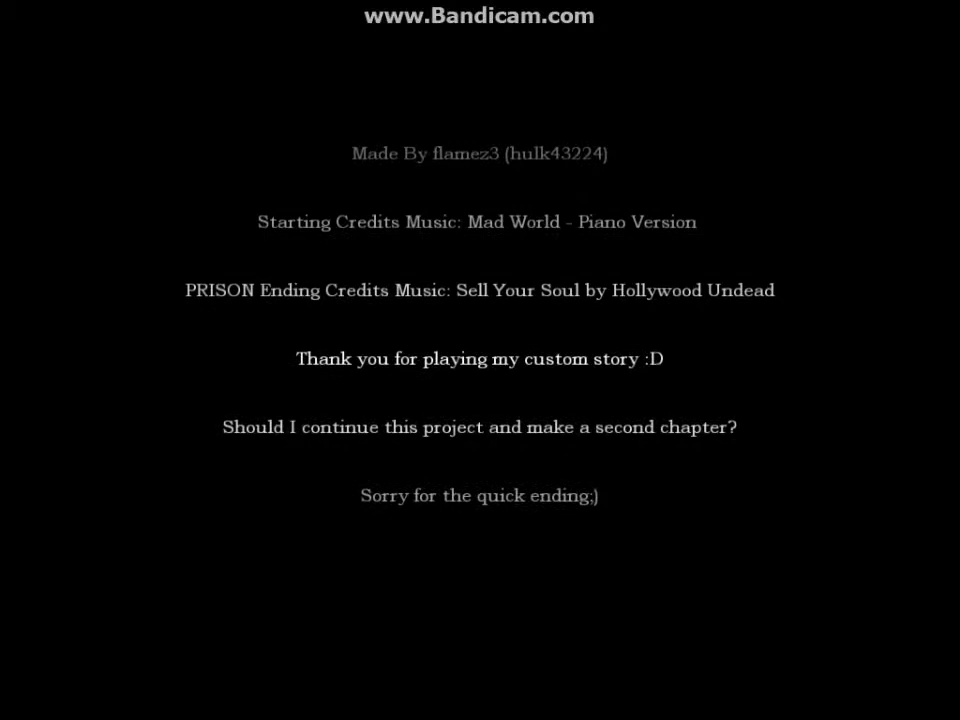 www.Bandicam.com
Made By flamez3 (hulk43224)
Starting Credits Music: Mad World - Piano Version
PRISON Ending Credits Music: Sell Your Soul by Hollywood Undead
Thank you for playing my custom story :D
Should I continue this project and make a second chapter?
Sorry for the quick ending;)